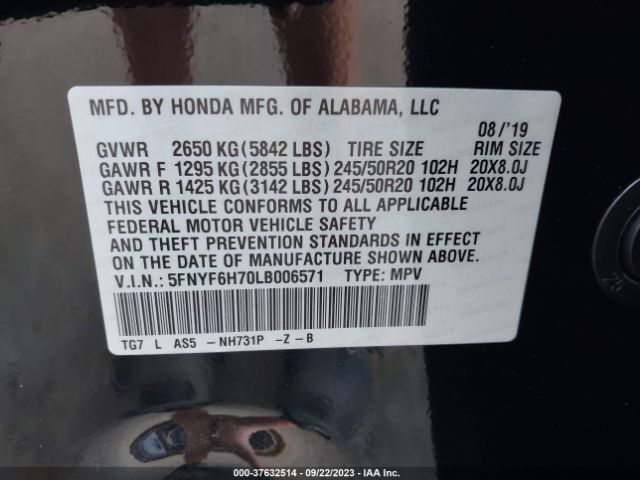 MFD. BY HONDA MFG. OF ALABAMA, LLC
08/'19
GVWR 2650 KG(5842 LBS) TIRE SIZE RIM SIZE
GAWR F 1295 KG(2855 LBS)245/50R20 102H 20X8.0J
GAWR R 1425 KG(3142 LBS)245/50R20 102H 20X8.0J
THIS VEHICLE CONFORMS TO ALL APPLICABLE
FEDERAL MOTOR VEHICLE SAFETY
AND THEFT PREVENTION STANDARDS IN EFFECT
ON THE DATE OF MANUFACTURE SHOWN ABOVE.
V.I.N.: 5FNYF6H70LB006571 TYPE: MPV
TG7 L AS5 -NH731P -Z -B
000-37632514 - 09/22/2023 - IAA Inc.